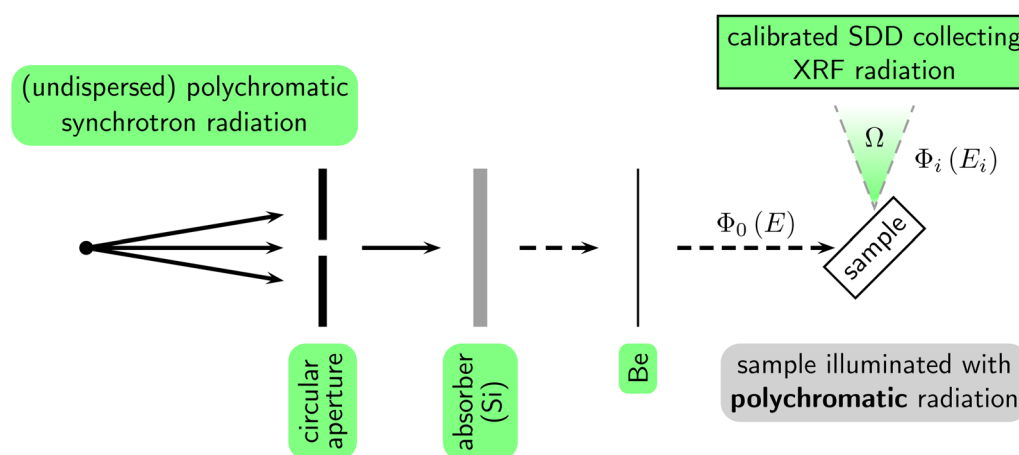 calibrated SDD collecting
XRF radiation
(undispersed) polychromatic
synchrotron radiation
Ω
Φᵢ (Eᵢ)
Φ₀ (E)
sample
circular
aperture
absorber
(Si)
Be
sample illuminated with
polychromatic radiation